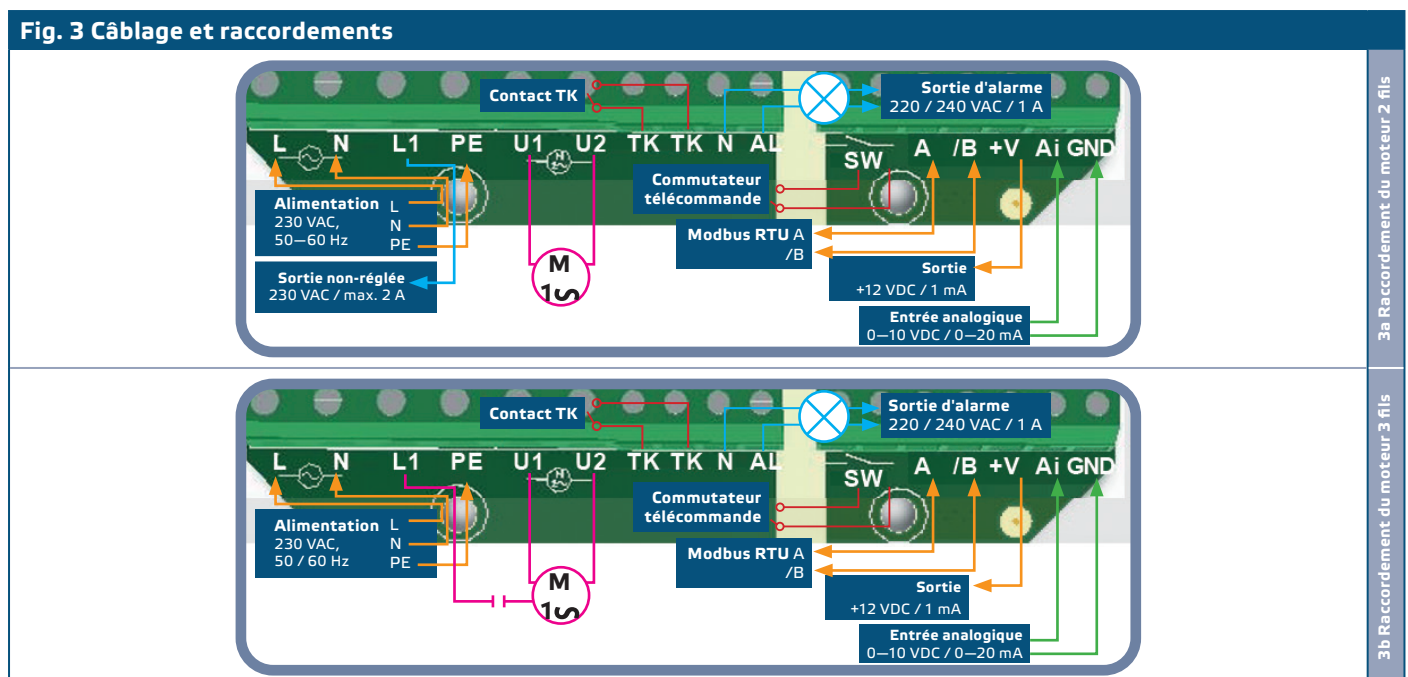 Fig. 3 Câblage et raccordements
Contact TK
Sortie d'alarme
220 / 240 VAC / 1 A
L N L1 PE U1 U2 TK TK N AL SW A /B +V Ai GND
N
Alimentation L
230 VAC, N
50—60 Hz PE
Sortie non-réglée
230 VAC / max. 2 A
M
1
Commutateur
télécommande
Modbus RTU A
/B
Sortie
+12 VDC / 1 mA
Entrée analogique
0—10 VDC / 0—20 mA
3a Raccordement du moteur 2 fils
Contact TK
Sortie d'alarme
220 / 240 VAC / 1 A
L N L1 PE U1 U2 TK TK N AL SW A /B +V Ai GND
N
Alimentation L
230 VAC, N
50 / 60 Hz PE
M
1
Commutateur
télécommande
Modbus RTU A
/B
Sortie
+12 VDC / 1 mA
Entrée analogique
0—10 VDC / 0—20 mA
3b Raccordement du moteur 3 fils